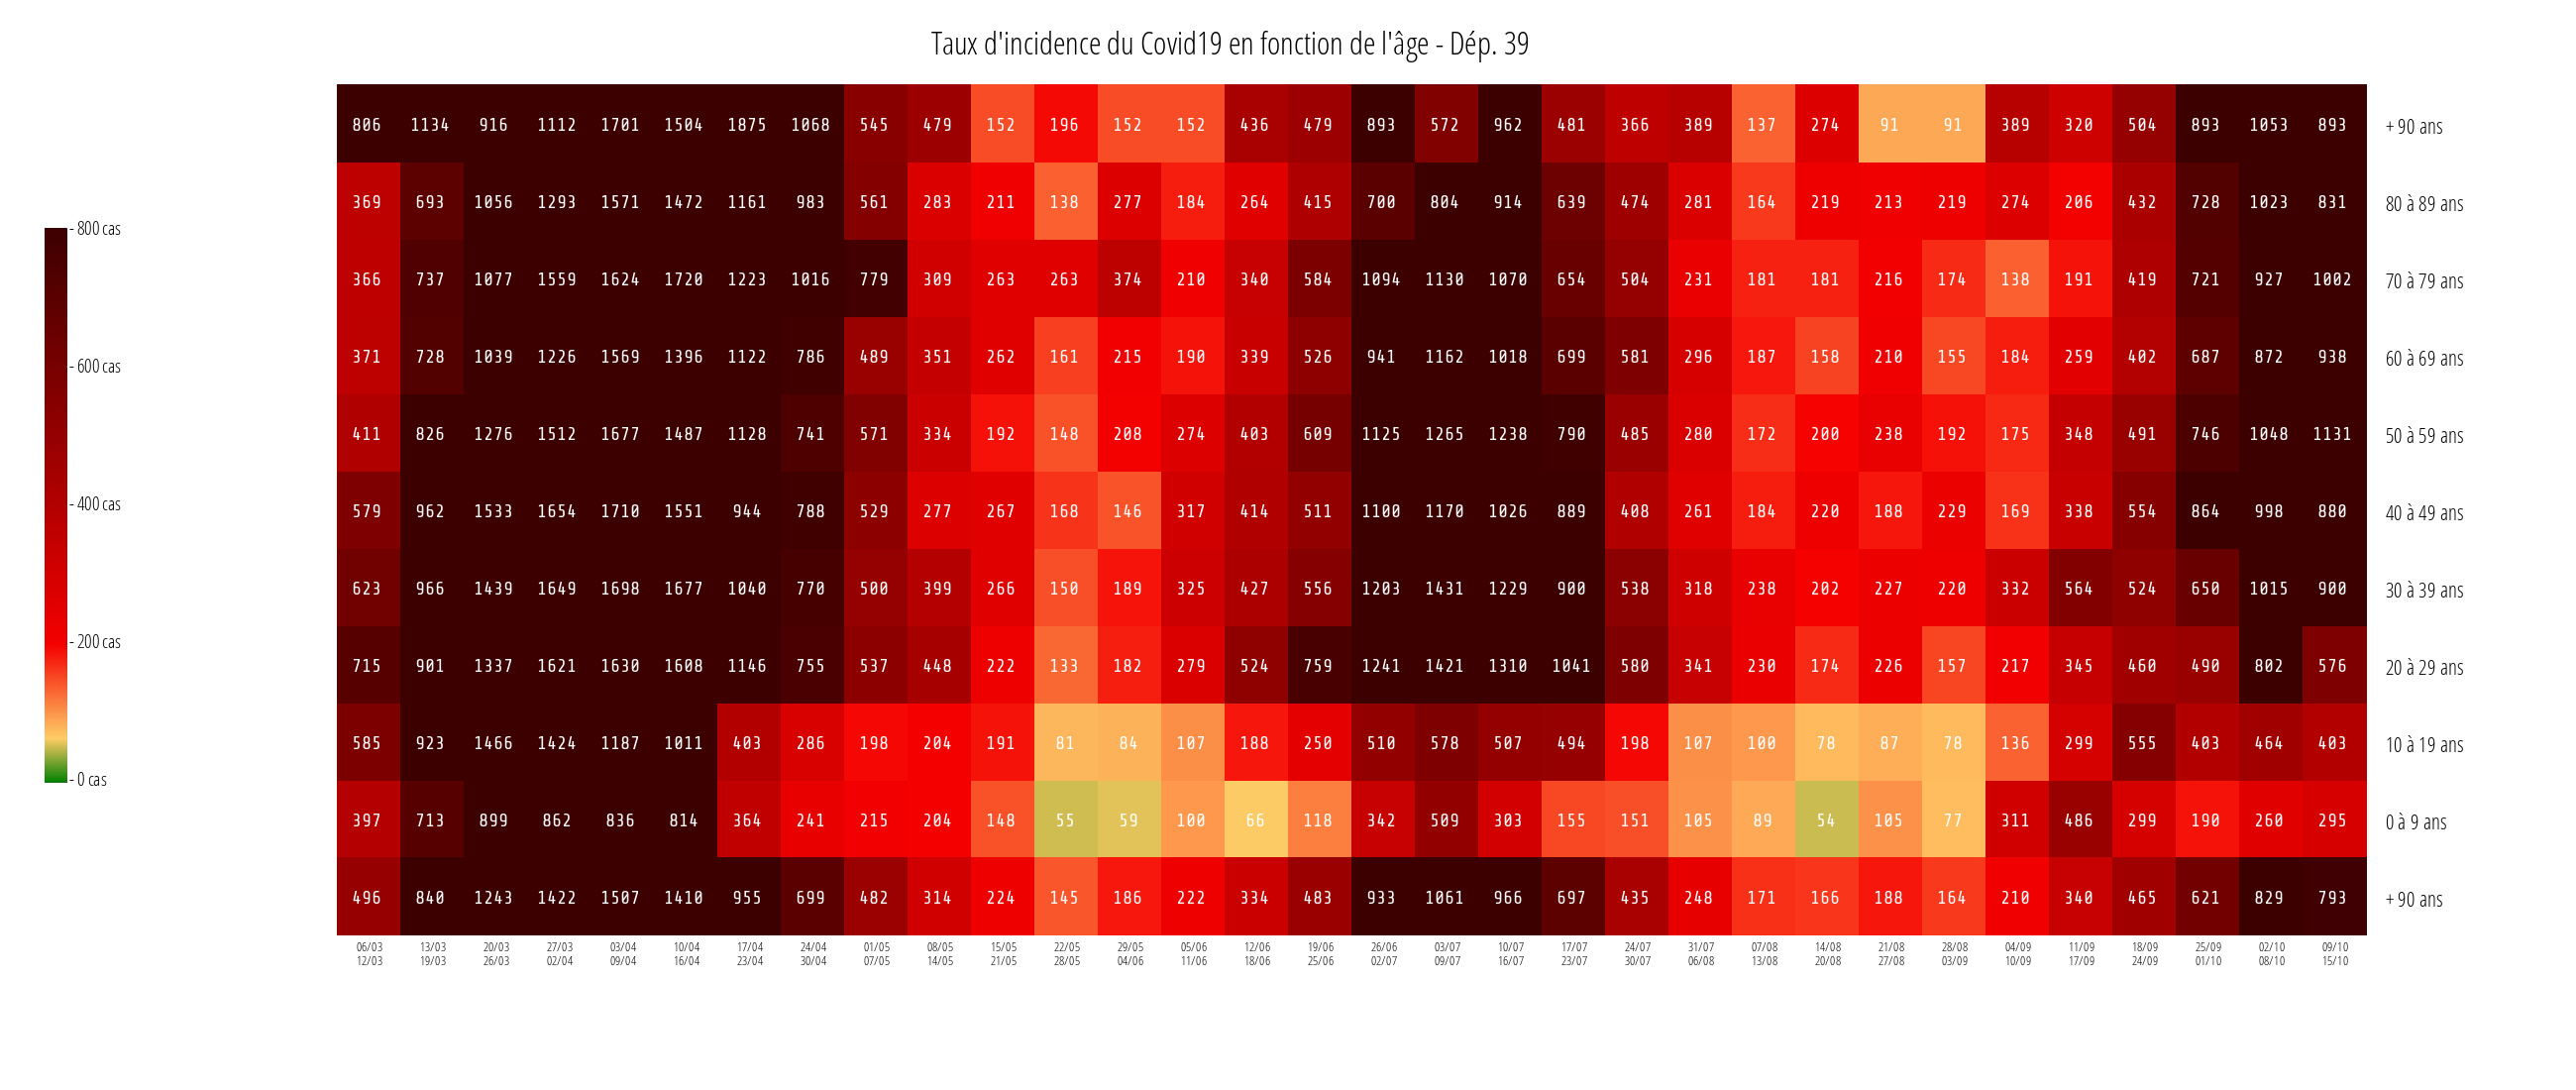 Taux d'incidence du Covid19 en fonction de l'âge - Dép. 39
- 800 cas
- 600 cas
- 400 cas
- 200 cas
- 0 cas
806 1134 916 1112 1701 1504 1875 1068 545 479 152 196 152 152 436 479 893 572 962 481 366 389 137 274 91 91 389 320 504 893 1053 893 + 90 ans
369 693 1056 1293 1571 1472 1161 983 561 283 211 138 277 184 264 415 700 804 914 639 474 281 164 219 213 219 274 206 432 728 1023 831 80 à 89 ans
366 737 1077 1559 1624 1720 1223 1016 779 309 263 263 374 210 340 584 1094 1130 1070 654 504 231 181 181 216 174 138 191 419 721 927 1002 70 à 79 ans
371 728 1039 1226 1569 1396 1122 786 489 351 262 161 215 190 339 526 941 1162 1018 699 581 296 187 158 210 155 184 259 402 687 872 938 60 à 69 ans
411 826 1276 1512 1677 1487 1128 741 571 334 192 148 208 274 403 609 1125 1265 1238 790 485 280 172 200 238 192 175 348 491 746 1048 1131 50 à 59 ans
579 962 1533 1654 1710 1551 944 788 529 277 267 168 146 317 414 511 1100 1170 1026 889 408 261 184 220 188 229 169 338 554 864 998 880 40 à 49 ans
623 966 1439 1649 1698 1677 1040 770 500 399 266 150 189 325 427 556 1203 1431 1229 900 538 318 238 202 227 220 332 564 524 650 1015 900 30 à 39 ans
715 901 1337 1621 1630 1608 1146 755 537 448 222 133 182 279 524 759 1241 1421 1310 1041 580 341 230 174 226 157 217 345 460 490 802 576 20 à 29 ans
585 923 1466 1424 1187 1011 403 286 198 204 191 81 84 107 188 250 510 578 507 494 198 107 100 78 87 78 136 299 555 403 464 403 10 à 19 ans
397 713 899 862 836 814 364 241 215 204 148 55 59 100 66 118 342 509 303 155 151 105 89 54 105 77 311 486 299 190 260 295 0 à 9 ans
496 840 1243 1422 1507 1410 955 699 482 314 224 145 186 222 334 483 933 1061 966 697 435 248 171 166 188 164 210 340 465 621 829 793 + 90 ans
06/03 13/03 20/03 27/03 03/04 10/04 17/04 24/04 01/05 08/05 15/05 22/05 29/05 05/06 12/06 19/06 26/06 03/07 10/07 17/07 24/07 31/07 07/08 14/08 21/08 28/08 04/09 11/09 18/09 25/09 02/10 09/10
12/03 19/03 26/03 02/04 09/04 16/04 23/04 30/04 07/05 14/05 21/05 28/05 04/06 11/06 18/06 25/06 02/07 09/07 16/07 23/07 30/07 06/08 13/08 20/08 27/08 03/09 10/09 17/09 24/09 01/10 08/10 15/10